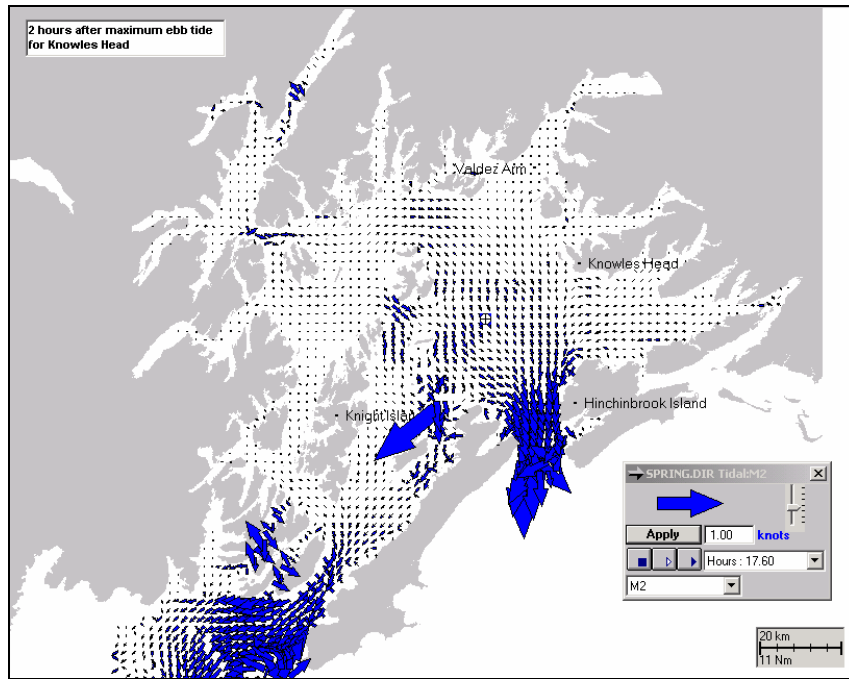 2 hours after maximum ebb tide
for Knowles Head
Valdez Arm
Knowles Head
Knight Islan
Hinchinbrook Island
SPRING.DIR Tidal:M2
Apply
1.00
knots
Hours : 17.60
M2
20 km
11 Nm